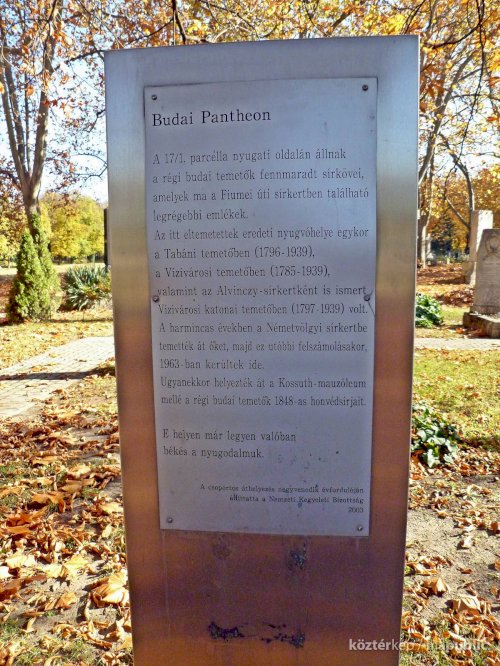 Budai Pantheon
A 17/1. parcella nyugati oldalán állnak
a régi budai temetők fennmaradt sírkövei,
amelyek ma a Fiumei úti sírkertben található
legrégebbi emlékek.
Az itt eltemetettek eredeti nyugvóhelye egykor
a Tabáni temetőben (1796-1939),
a Vízivárosi temetőben (1785-1939),
valamint az Alvinczy-sírkertként is ismert
Vízivárosi katonai temetőben (1797-1939) volt.
A harmincas években a Németvölgyi sírkertbe
temették át őket, majd ez utóbbi felszámolásakor,
1963-ban kerültek ide.
Ugyanekkor helyezték át a Kossuth-mauzóleum
mellé a régi budai temetők 1848-as honvédsírjait.
E helyen már legyen valóban
békés a nyugodalmuk.
A csoportos áthelyezés negyvenedik évfordulóján
állíttatta a Nemzeti Kegyeleti Bizottság
2003